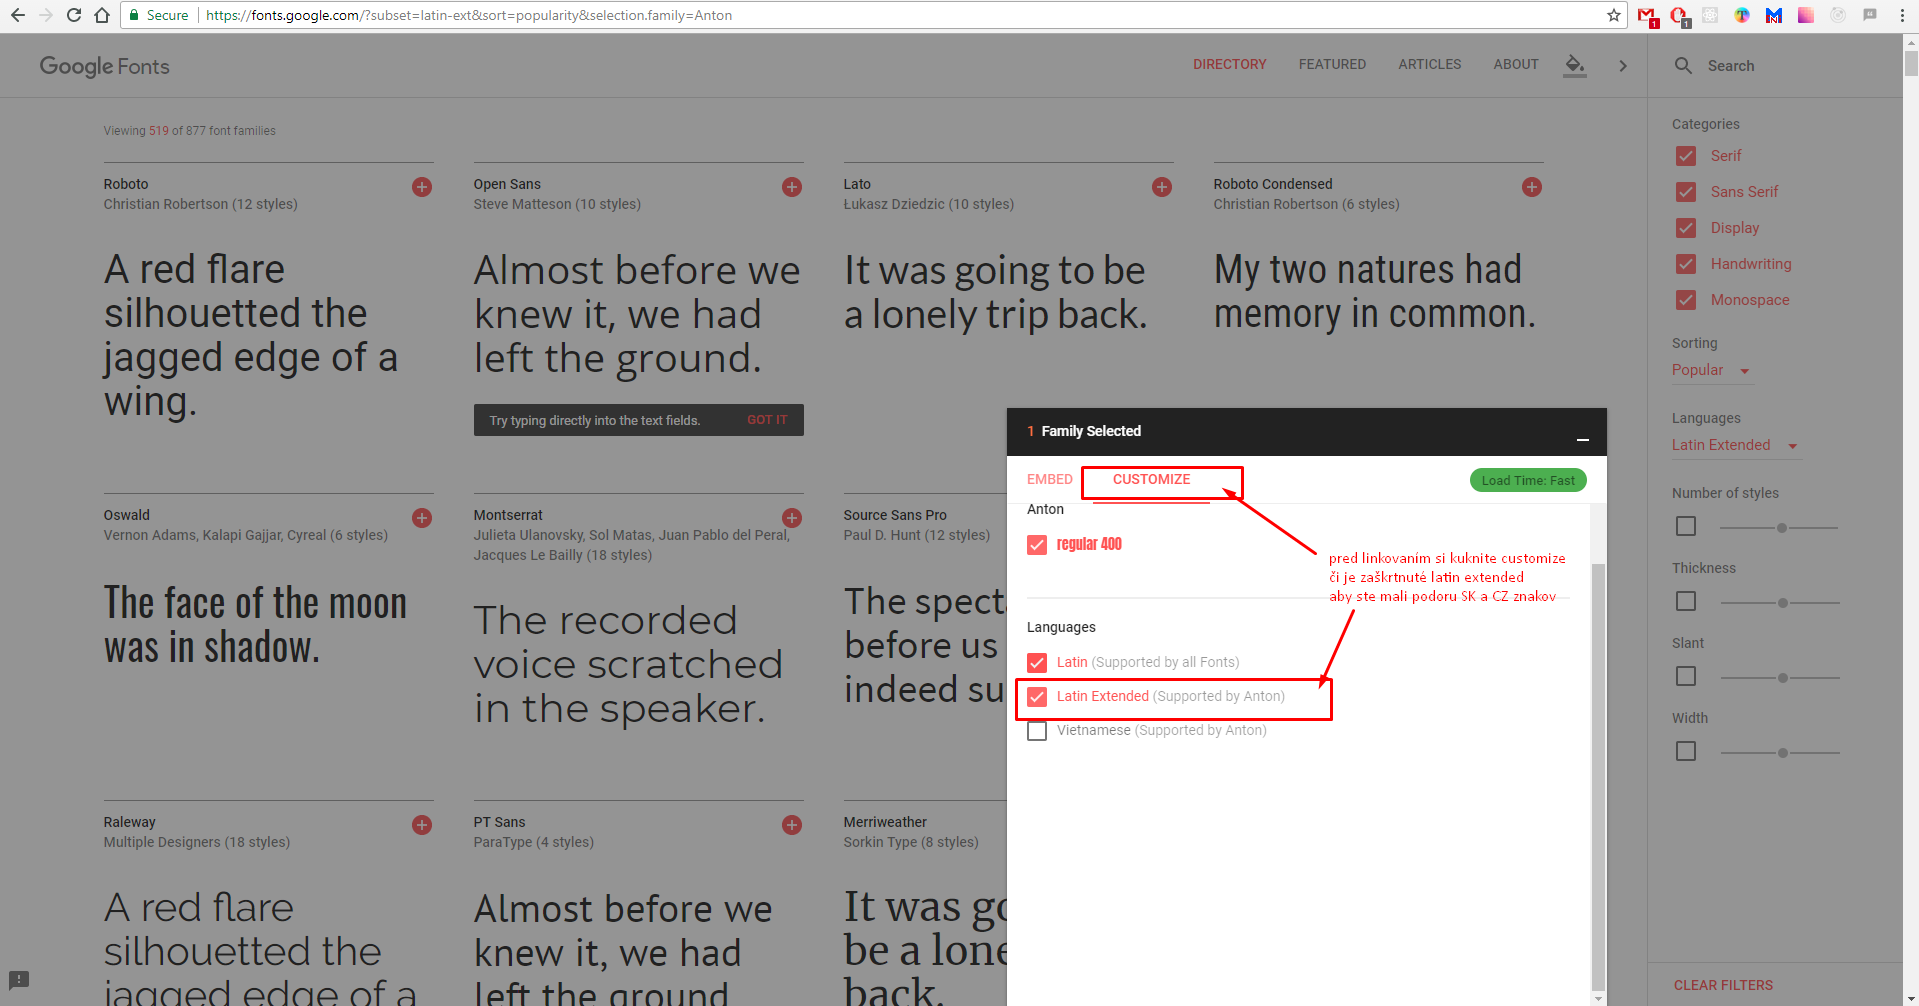 Secure
https://fonts.google.com/?subset=latin-ext&sort=popularity&selection.family=Anton
1
1
Google Fonts
DIRECTORY
FEATURED
ARTICLES
ABOUT
Search
Viewing 519 of 877 font families
Roboto
Christian Robertson (12 styles)
A red flare
silhouetted the
jagged edge of a
wing.
Open Sans
Steve Matteson (10 styles)
Almost before we
knew it, we had
left the ground.
Try typing directly into the text fields.
GOT IT
Lato
Łukasz Dziedzic (10 styles)
It was going to be
a lonely trip back.
Roboto Condensed
Christian Robertson (6 styles)
My two natures had
memory in common.
Oswald
Vernon Adams, Kalapi Gajjar, Cyreal (6 styles)
The face of the moon
was in shadow.
Montserrat
Julieta Ulanovsky, Sol Matas, Juan Pablo del Peral,
Jacques Le Bailly (18 styles)
The recorded
voice scratched
in the speaker.
Source Sans Pro
Paul D. Hunt (12 styles)
The spect
before us
indeed su
Raleway
Multiple Designers (18 styles)
A red flare
silhouetted the
jagged edge of a
PT Sans
ParaType (4 styles)
Almost before we
knew it, we had
left the ground
Merriweather
Sorkin Type (8 styles)
It was go
be a lone
back.
1 Family Selected
EMBED
CUSTOMIZE
Load Time: Fast
Anton
regular 400
pred linkovaním si kuknite customize
či je zaškrtnuté latin extended
aby ste mali podoru SK a CZ znakov
Languages
Latin (Supported by all Fonts)
Latin Extended (Supported by Anton)
Vietnamese (Supported by Anton)
Categories
Serif
Sans Serif
Display
Handwriting
Monospace
Sorting
Popular
Languages
Latin Extended
Number of styles
Thickness
Slant
Width
CLEAR FILTERS